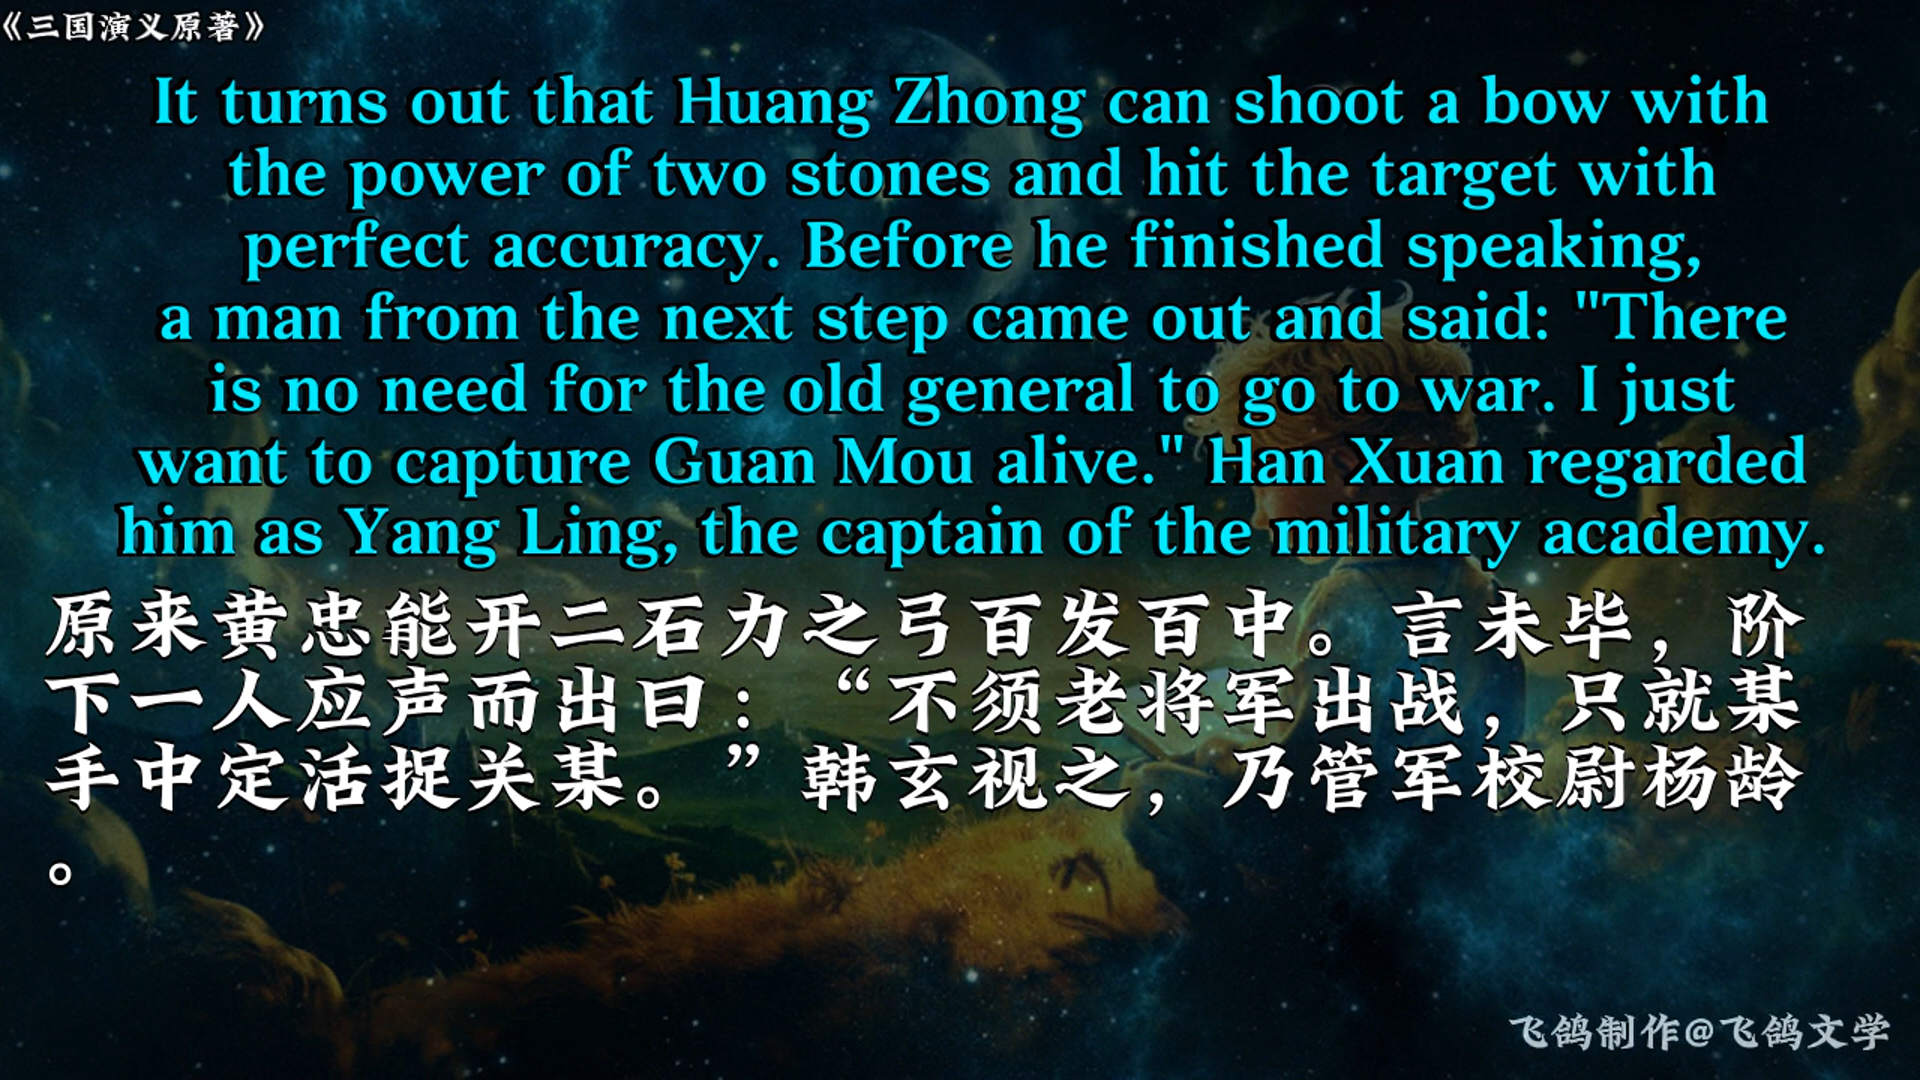 《三国演义原著》
It turns out that Huang Zhong can shoot a bow with
the power of two stones and hit the target with
perfect accuracy. Before he finished speaking,
a man from the next step came out and said: "There
is no need for the old general to go to war. I just
want to capture Guan Mou alive." Han Xuan regarded
him as Yang Ling, the captain of the military academy.
原来黄忠能开二石力之弓百发百中。言未毕，阶
下一人应声而出曰：“不须老将军出战，只就某
手中定活捉关某。”韩玄视之，乃管军校尉杨龄
。
飞鸽制作@飞鸽文学